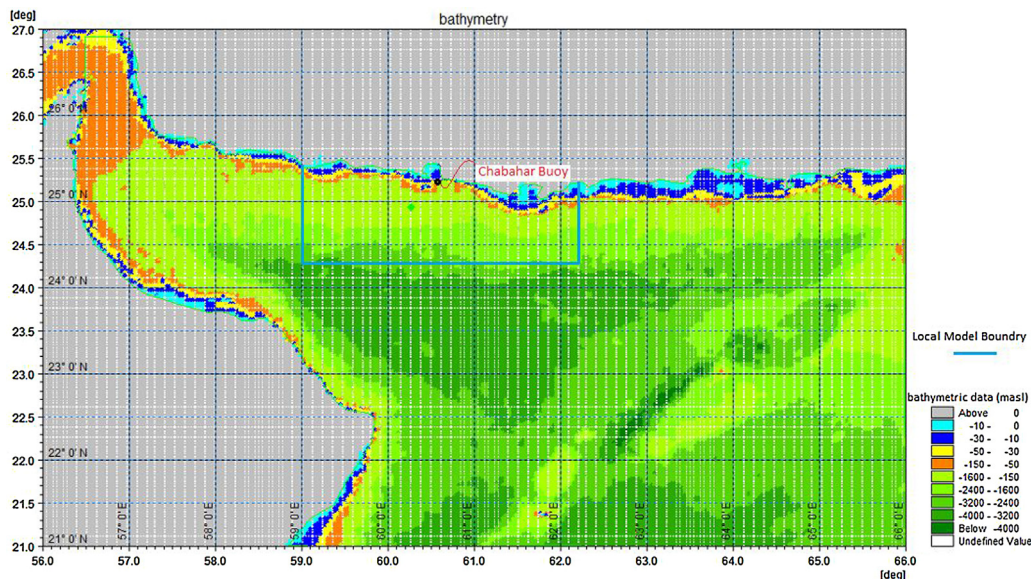 bathymetry
[deg]
27.0
26.5
26.0
25.5
25.0
24.5
24.0
23.5
23.0
22.5
22.0
21.5
21.0
26° 0' N
25° 0' N
24° 0' N
23° 0' N
22° 0' N
21° 0' N
Chabahar Buoy
57° 0' E
58° 0' E
59° 0' E
60° 0' E
61° 0' E
62° 0' E
63° 0' E
64° 0' E
65° 0' E
66° 0' E
56.0 57.0 58.0 59.0 60.0 61.0 62.0 63.0 64.0 65.0 66.0
[deg]
Local Model Boundry
bathymetric data (masl)
Above 0
-10 - 0
-30 - -10
-50 - -30
-150 - -50
-1600 - -150
-2400 - -1600
-3200 - -2400
-4000 - -3200
Below -4000
Undefined Value